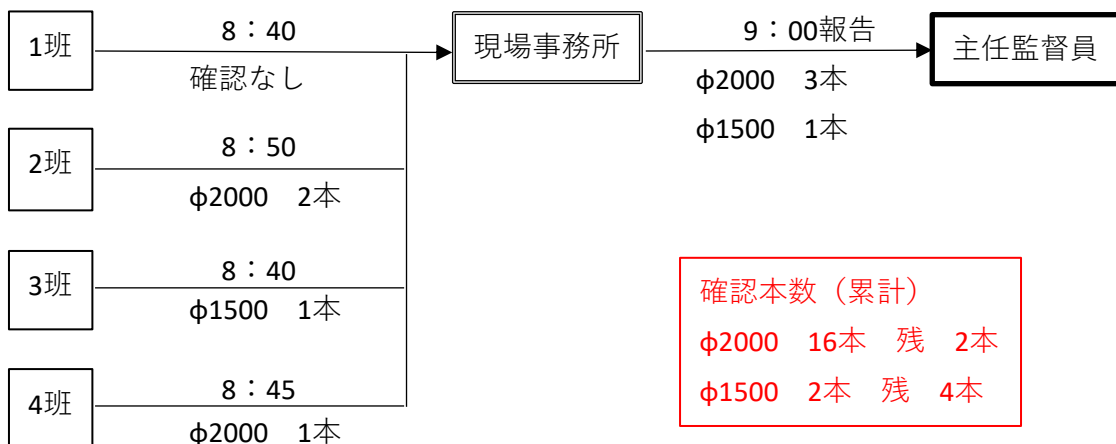 1班
8：40
確認なし
現場事務所
9：00報告
φ2000　3本
φ1500　1本
主任監督員
2班
8：50
φ2000　2本
3班
8：40
φ1500　1本
4班
8：45
φ2000　1本
確認本数（累計）
φ2000　16本　残　2本
φ1500　2本　残　4本